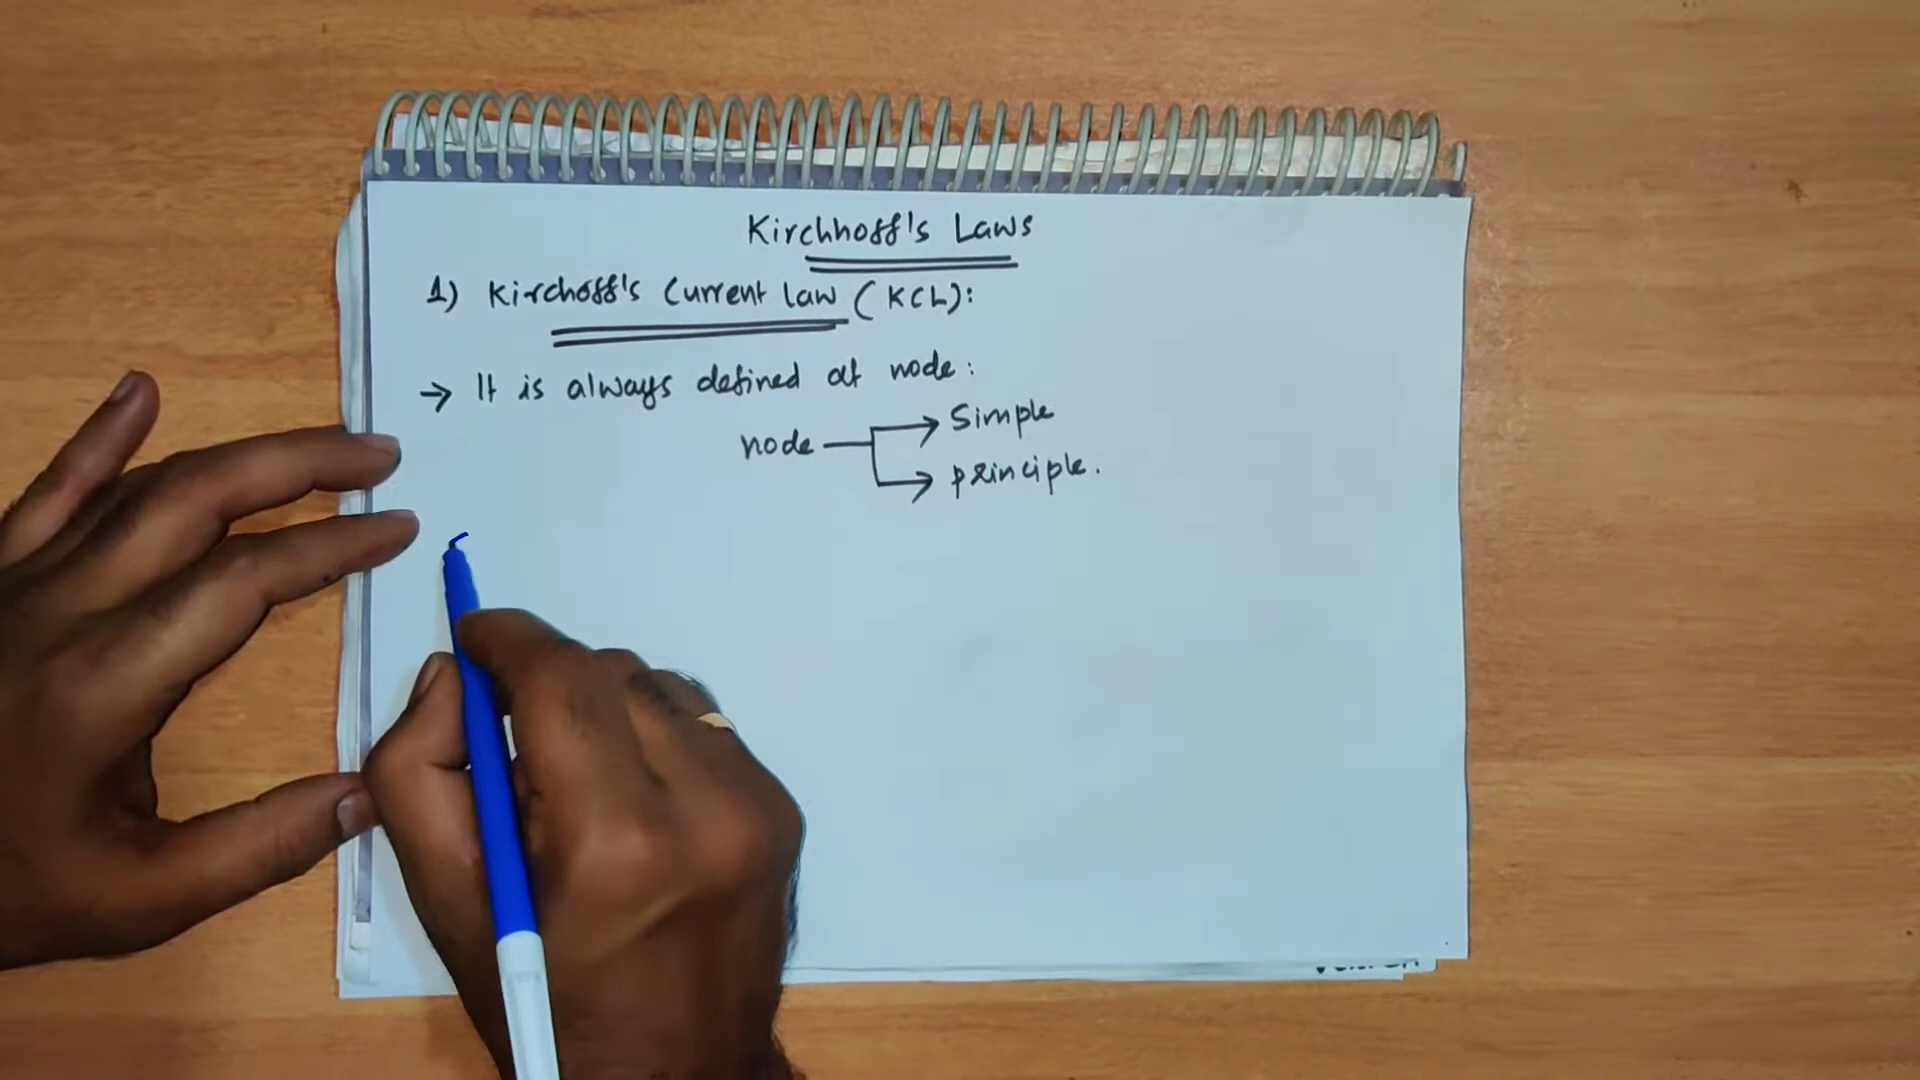 Kirchhoff's Laws
1) Kirchoff's Current Law (KCL):
→ It is always defined at node:
node → Simple
→ principle.